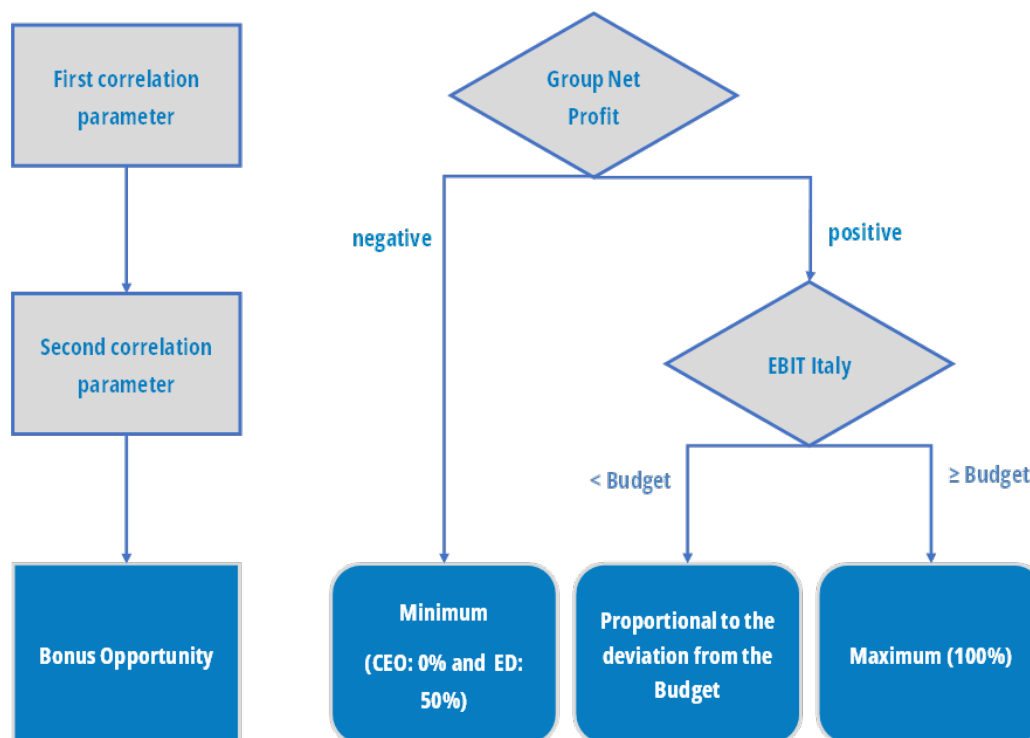 First correlation
parameter
Group Net
Profit
negative
positive
Second correlation
parameter
EBIT Italy
< Budget
≥ Budget
Bonus Opportunity
Minimum
(CEO: 0% and ED:
50%)
Proportional to the
deviation from the
Budget
Maximum (100%)